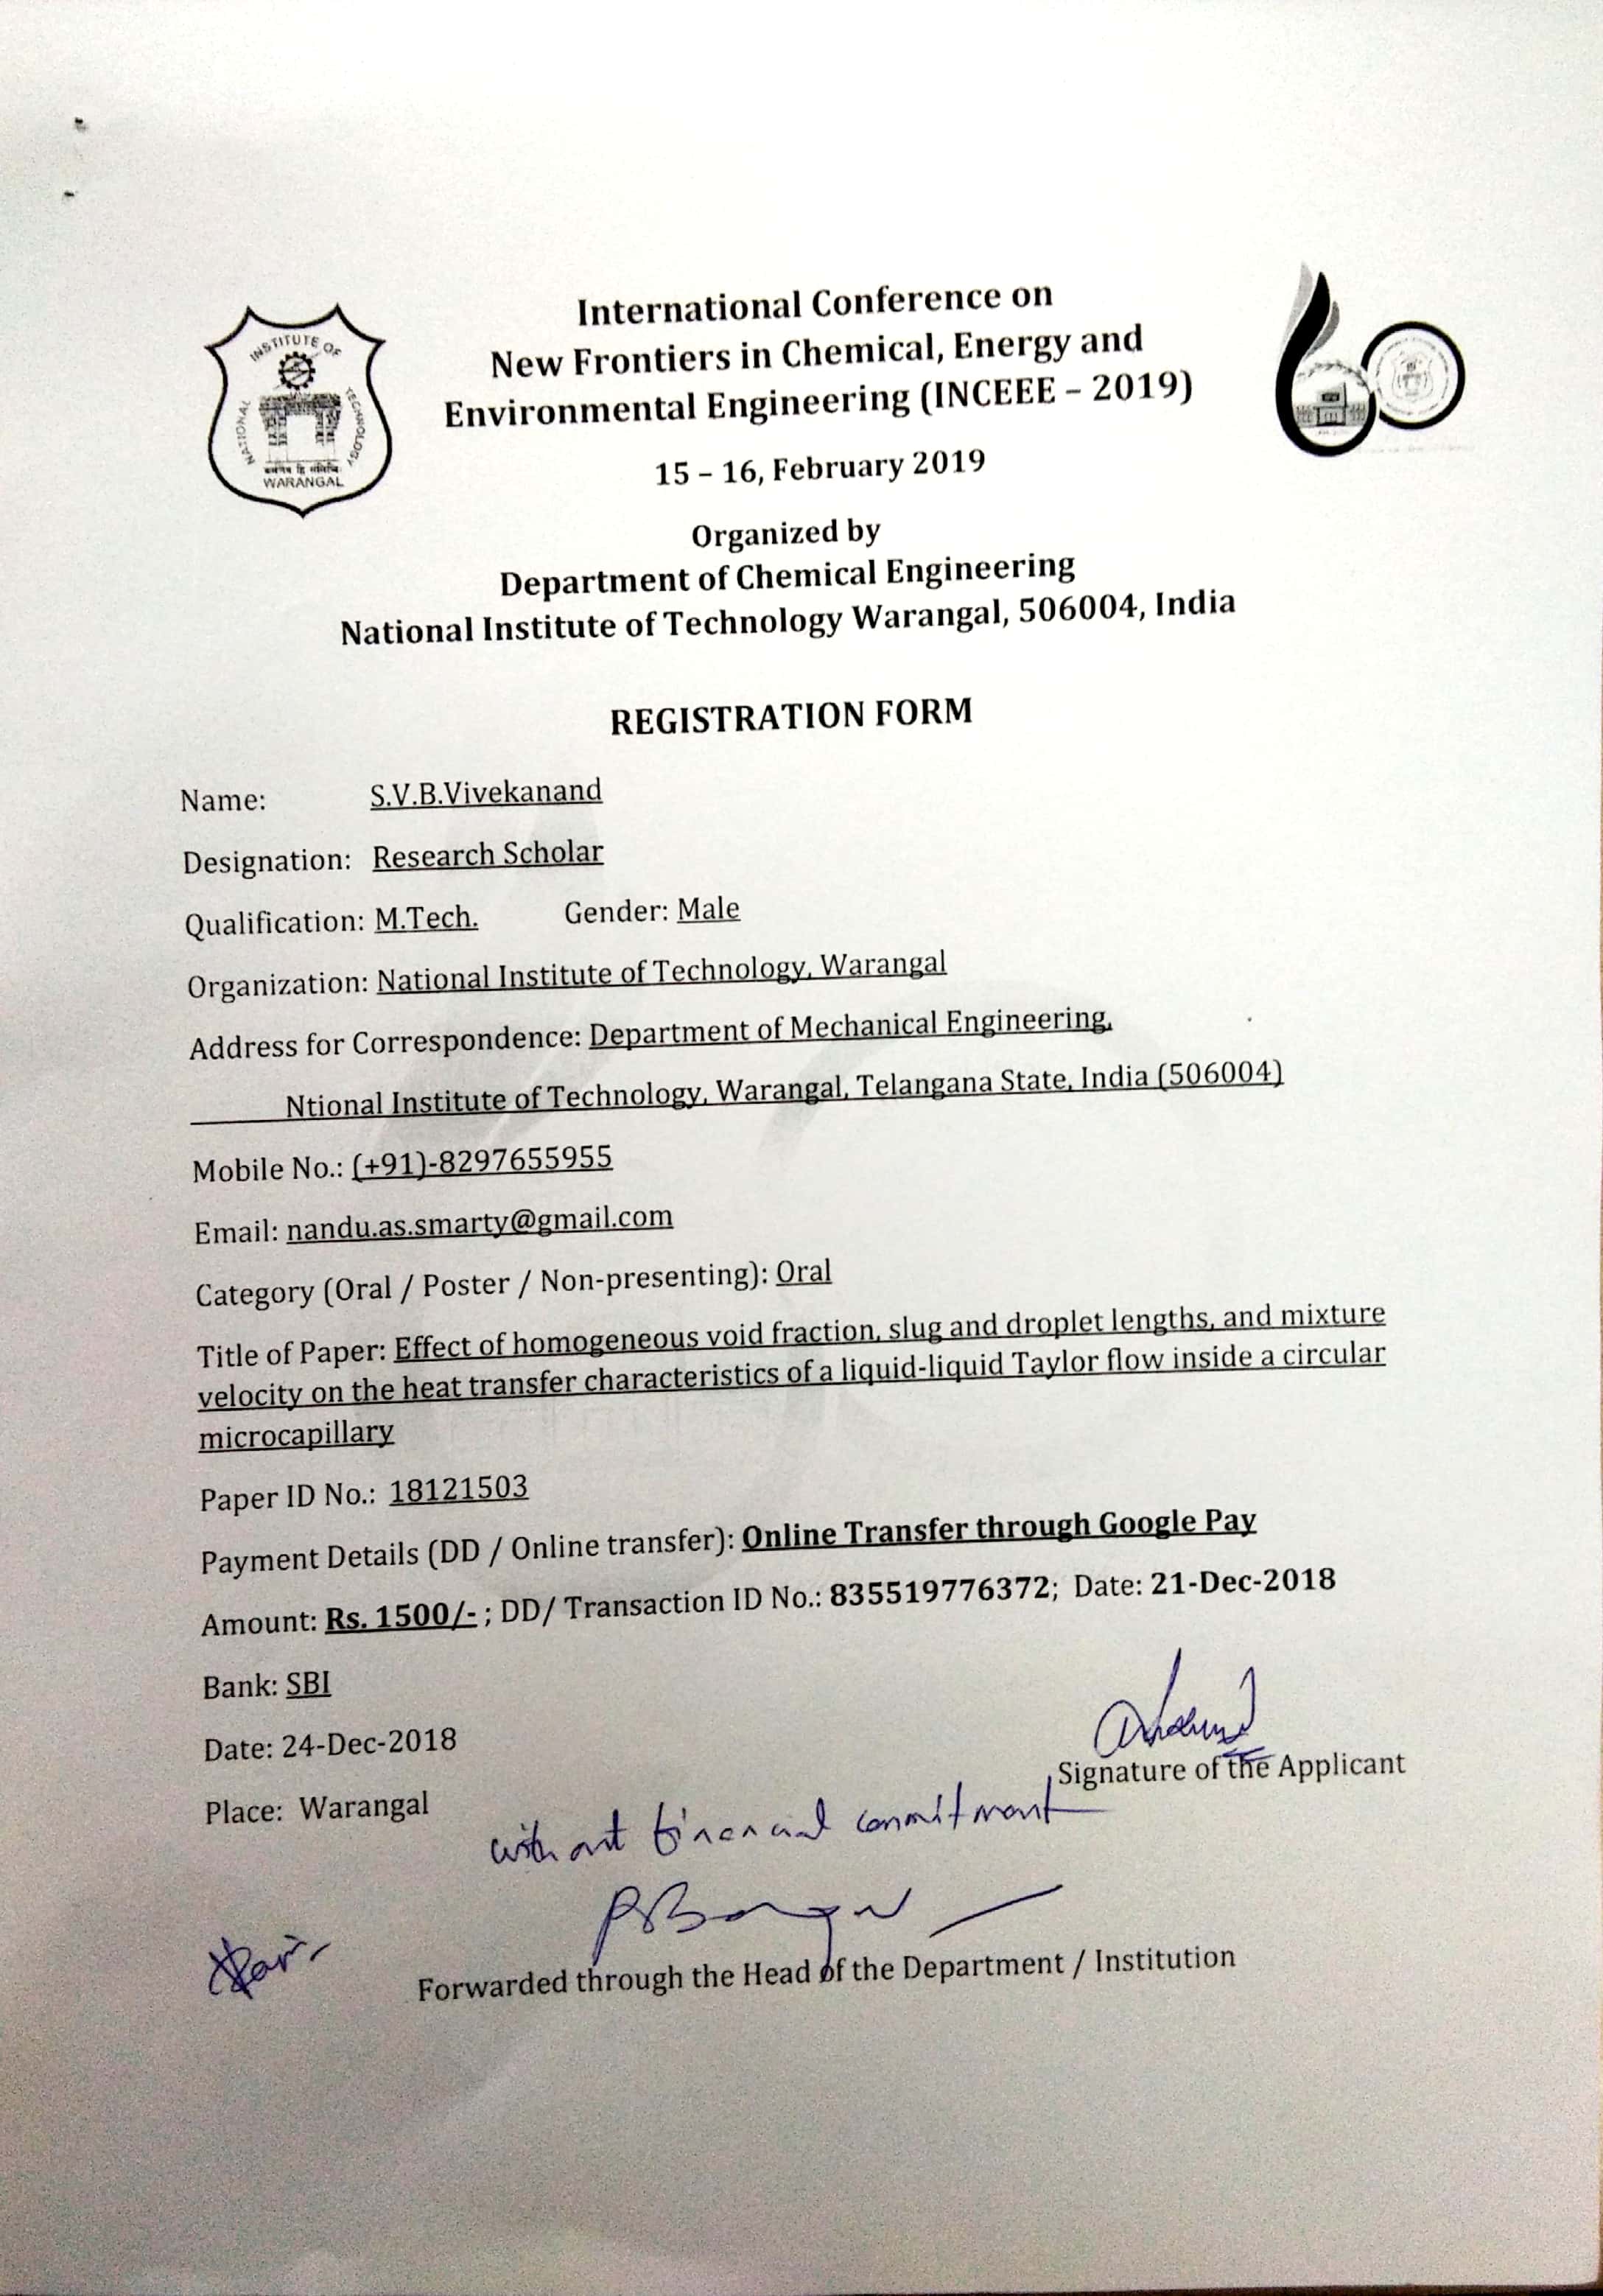 International Conference on
New Frontiers in Chemical, Energy and
Environmental Engineering (INCEEE – 2019)
INSTITUTE OF
NATIONAL
TECHNOLOGY
WARANGAL
15 – 16, February 2019
Organized by
Department of Chemical Engineering
National Institute of Technology Warangal, 506004, India
REGISTRATION FORM
Name: S.V.B.Vivekanand
Designation: Research Scholar
Qualification: M.Tech. Gender: Male
Organization: National Institute of Technology, Warangal
Address for Correspondence: Department of Mechanical Engineering,
Ntional Institute of Technology, Warangal, Telangana State, India (506004)
Mobile No.: (+91)-8297655955
Email: nandu.as.smarty@gmail.com
Category (Oral / Poster / Non-presenting): Oral
Title of Paper: Effect of homogeneous void fraction, slug and droplet lengths, and mixture
velocity on the heat transfer characteristics of a liquid-liquid Taylor flow inside a circular
microcapillary
Paper ID No.: 18121503
Payment Details (DD / Online transfer): Online Transfer through Google Pay
Amount: Rs. 1500/- ; DD/ Transaction ID No.: 835519776372; Date: 21-Dec-2018
Bank: SBI
Date: 24-Dec-2018
Signature of the Applicant
Place: Warangal
without financial commitment
Forwarded through the Head of the Department / Institution